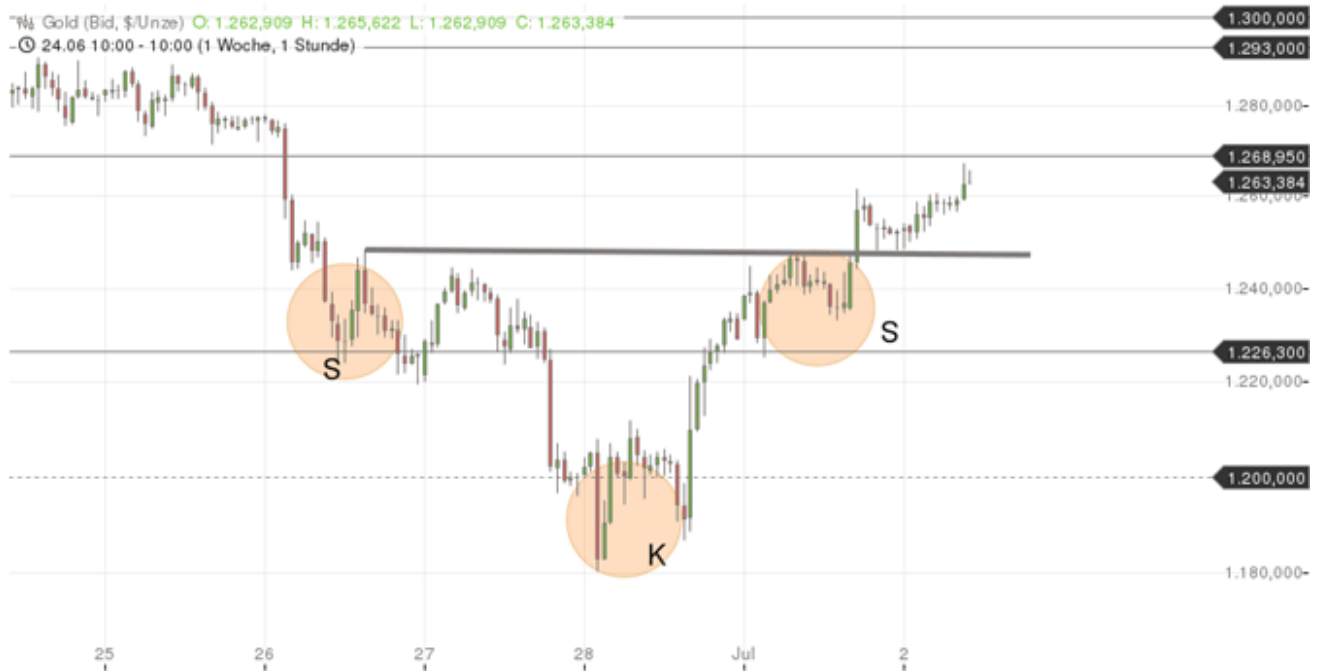 Gold (Bid, $/Unze) O: 1.262,909 H: 1.265,622 L: 1.262,909 C: 1.263,384
24.06 10:00 - 10:00 (1 Woche, 1 Stunde)
1.300,000
1.293,000
1.280,000
1.268,950
1.263,384
1.260,000
1.240,000
1.226,300
1.220,000
1.200,000
1.180,000
S
K
S
25 26 27 28 Jul 2